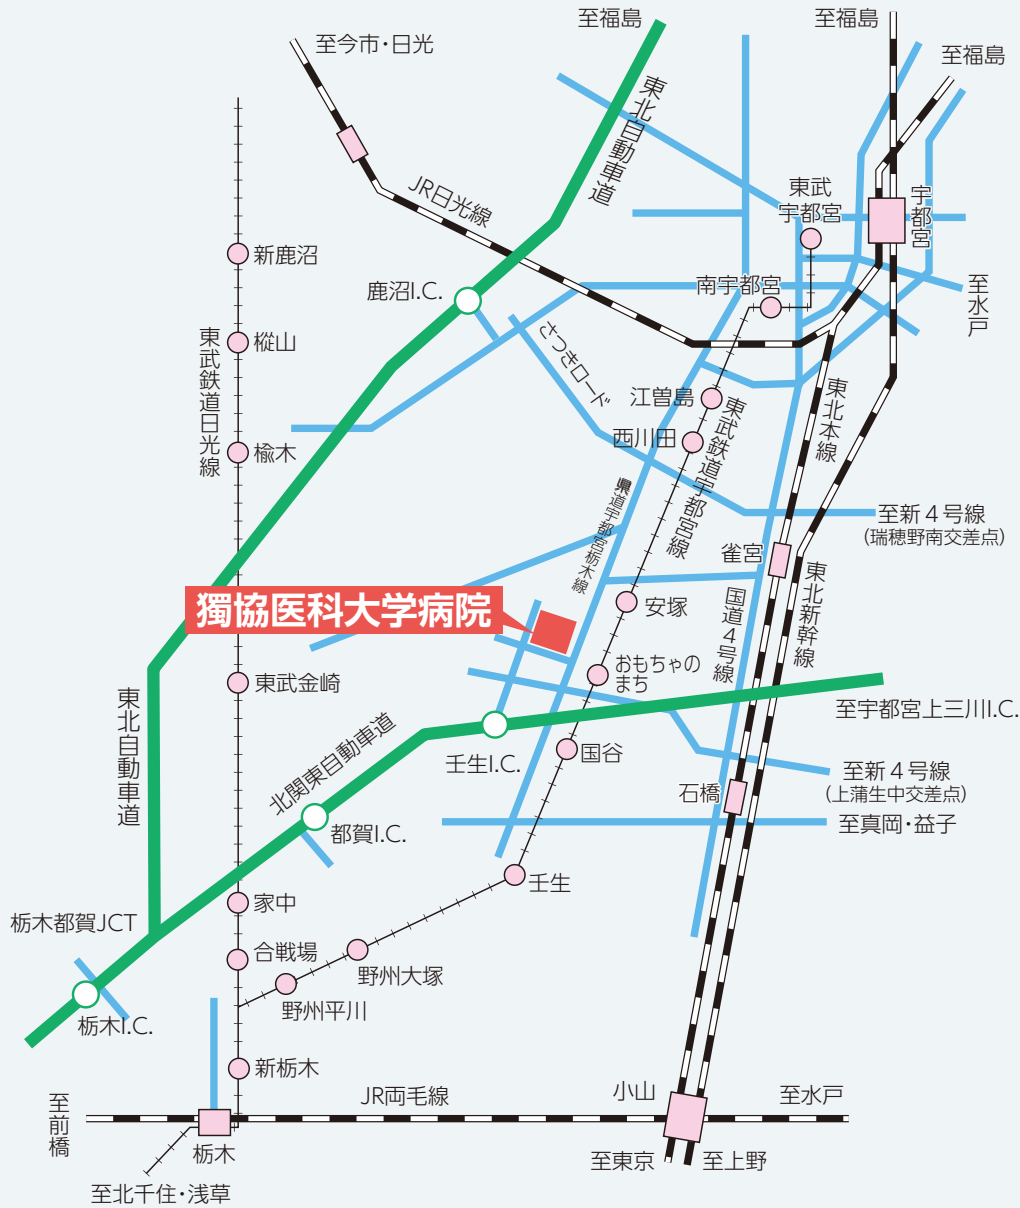 至福島
至福島
至福島
至今市・日光
東北自動車道
JR日光線
東武
宇都宮
宇都宮
新鹿沼
鹿沼I.C.
南宇都宮
至水戸
さつきロード
樅山
東武鉄道日光線
江曽島
東北本線
西川田
東武鉄道宇都宮線
楡木
県道宇都宮栃木線
至新4号線
(瑞穂野南交差点)
雀宮
獨協医科大学病院
安塚
国道4号線
東北新幹線
おもちゃの
まち
東武金崎
東北自動車道
至宇都宮上三川I.C.
北関東自動車道
壬生I.C.
国谷
至新4号線
(上蒲生中交差点)
石橋
至真岡・益子
都賀I.C.
壬生
家中
栃木都賀JCT
合戦場
野州大塚
野州平川
栃木I.C.
新栃木
JR両毛線
小山
至水戸
至前橋
栃木
至東京
至上野
至北千住・浅草